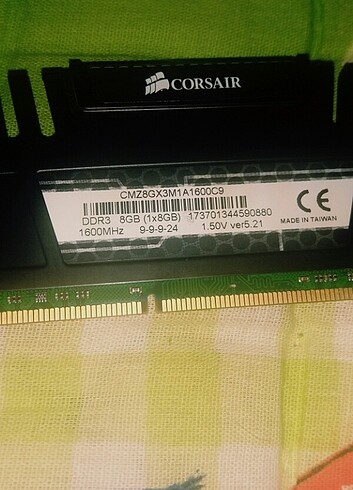 CORSAIR
CMZ8GX3M1A1600C9
DDR3 8GB (1x8GB) 173701344590880
1600MHz 9-9-9-24 1.50V ver5.21
CE
MADE IN TAIWAN